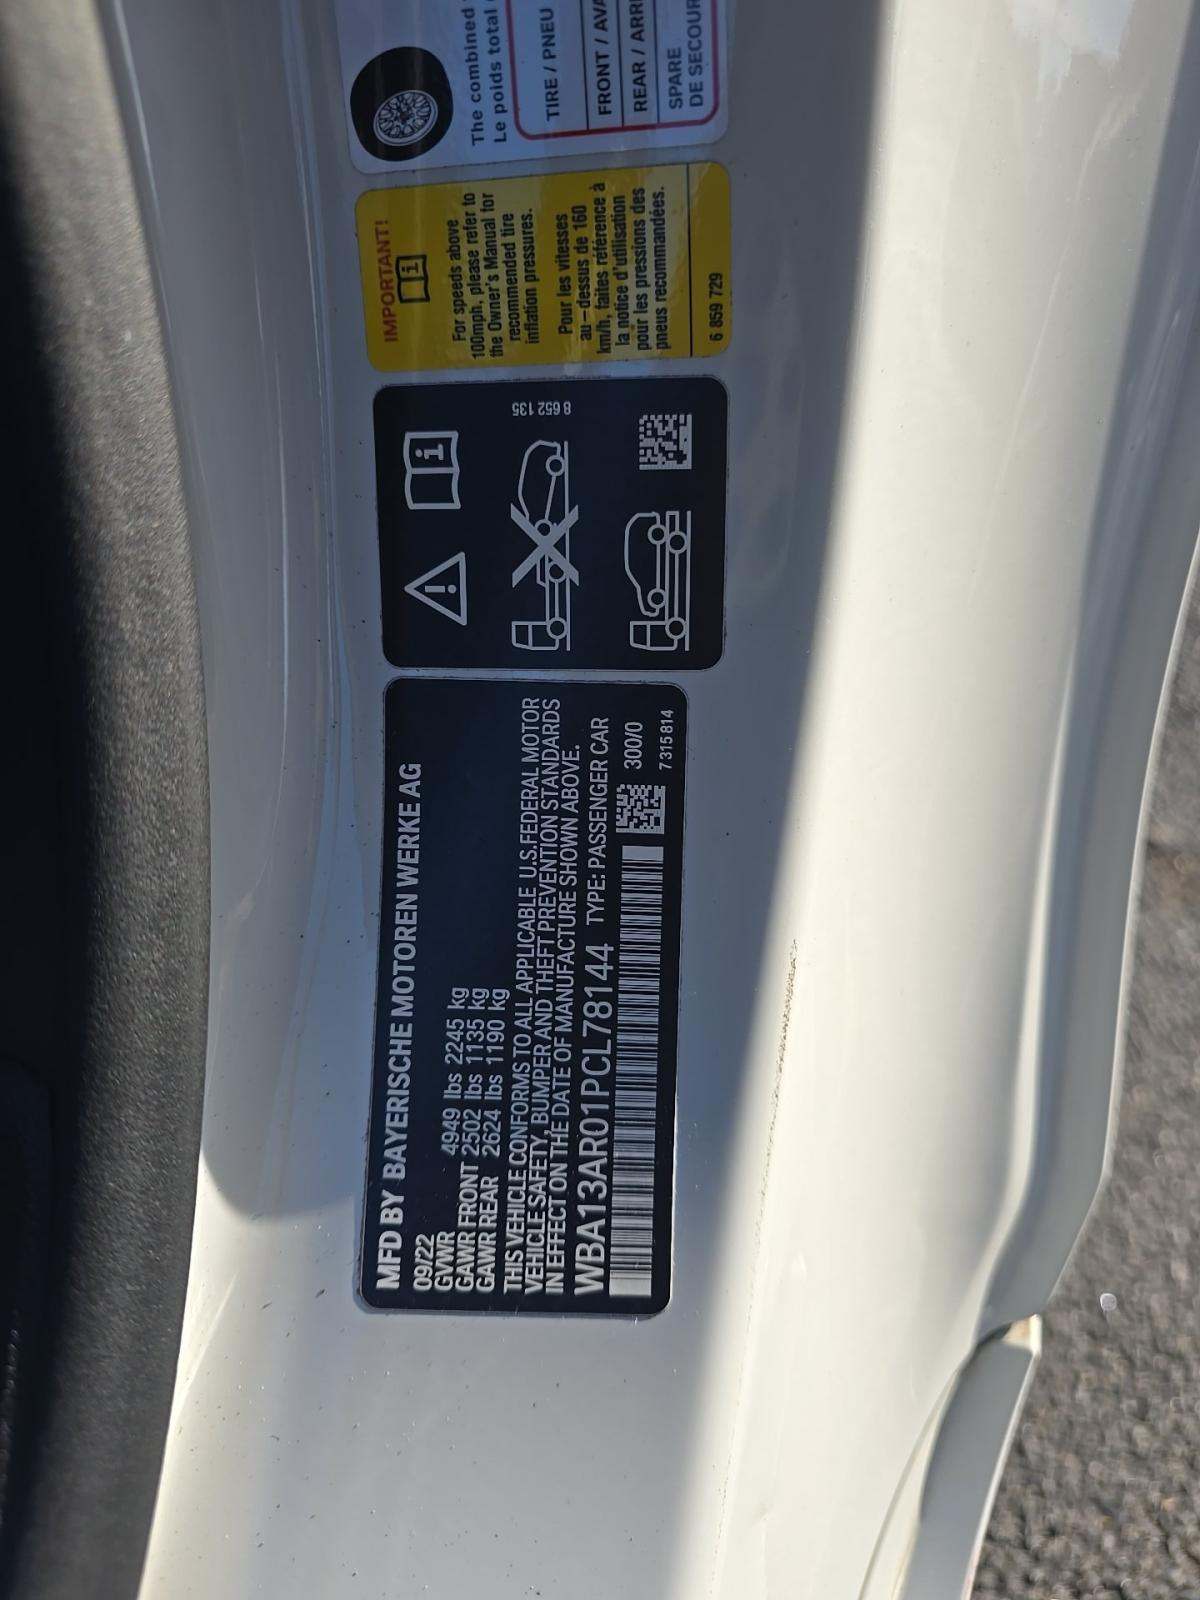 MFD BY BAYERISCHE MOTOREN WERKE AG
09/22
GVWR 4949 lbs 2245 kg
GAWR FRONT 2502 lbs 1135 kg
GAWR REAR 2624 lbs 1190 kg
THIS VEHICLE CONFORMS TO ALL APPLICABLE U.S.FEDERAL MOTOR
VEHICLE SAFETY, BUMPER AND THEFT PREVENTION STANDARDS
IN EFFECT ON THE DATE OF MANUFACTURE SHOWN ABOVE.
WBA13AR01PCL78144 TYPE: PASSENGER CAR
300/0
7315814
8 652 135
IMPORTANT!
For speeds above
100mph, please refer to
the Owner's Manual for
recommended tire
inflation pressures.
Pour les vitesses
au-dessus de 160
km/h, faites référence à
la notice d'utilisation
pour les pressions des
pneus recommandées.
6 859 729
The combined
Le poids total
TIRE / PNEU
FRONT /
REAR /
SPARE
DE